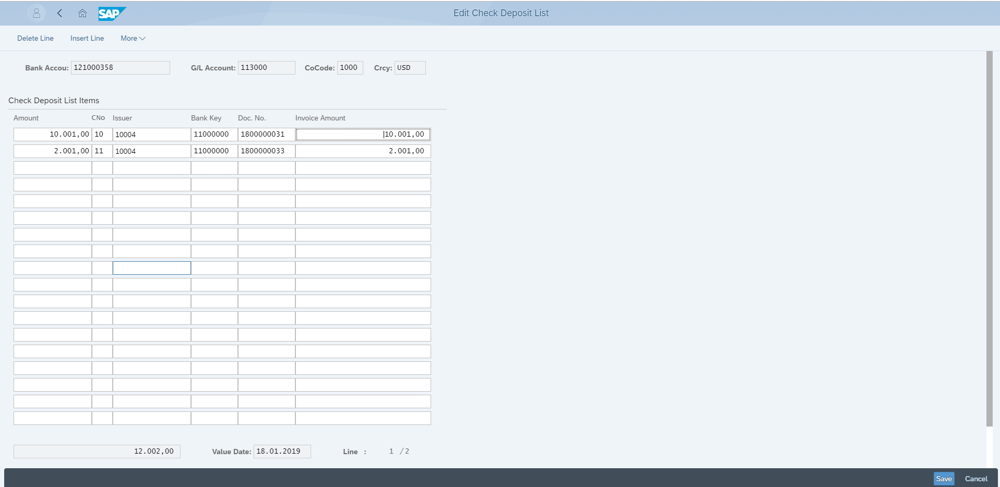 SAP Edit Check Deposit List
Delete Line Insert Line More
Bank Accou: 121000358 G/L Account: 113000 CoCode: 1000 Crcy: USD
Check Deposit List Items
Amount CNo Issuer Bank Key Doc. No. Invoice Amount
10.001,00 10 10004 11000000 1800000031 10.001,00
2.001,00 11 10004 11000000 1800000033 2.001,00
12.002,00 Value Date: 18.01.2019 Line : 1 / 2
Save Cancel